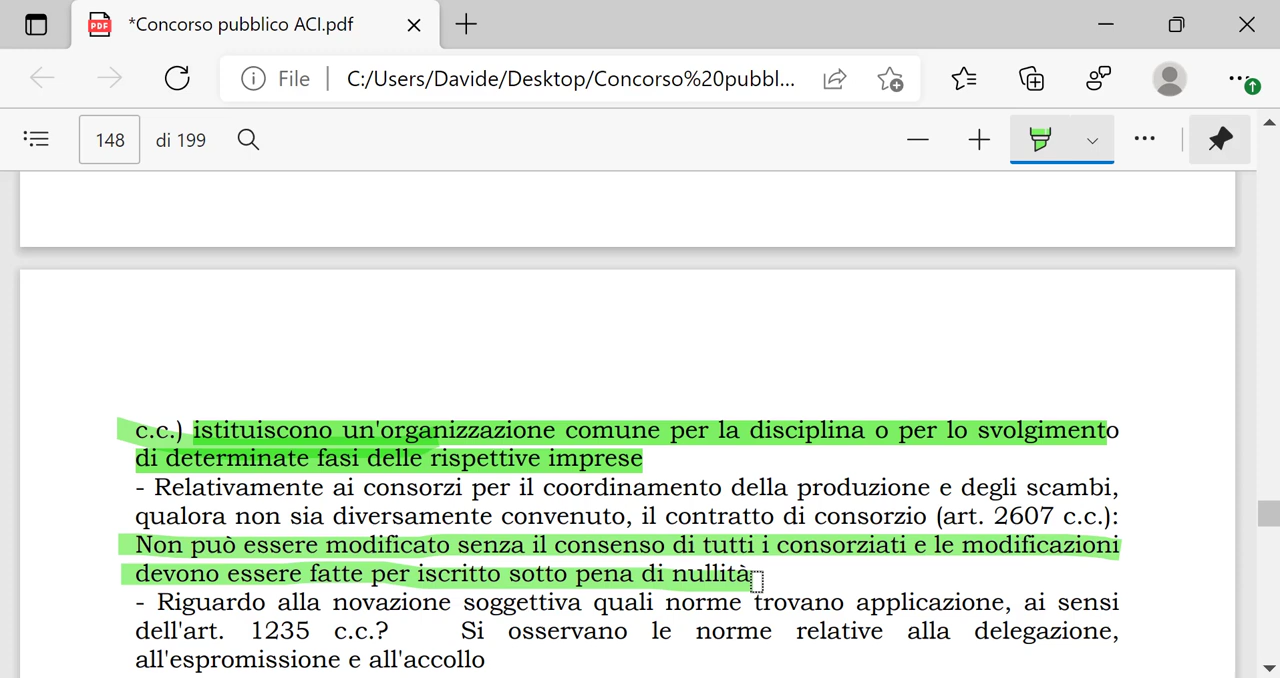 *Concorso pubblico ACI.pdf
File
C:/Users/Davide/Desktop/Concorso%20pubbl...
148 di 199
c.c.) istituiscono un'organizzazione comune per la disciplina o per lo svolgimento
di determinate fasi delle rispettive imprese
- Relativamente ai consorzi per il coordinamento della produzione e degli scambi,
qualora non sia diversamente convenuto, il contratto di consorzio (art. 2607 c.c.):
Non può essere modificato senza il consenso di tutti i consorziati e le modificazioni
devono essere fatte per iscritto sotto pena di nullità
- Riguardo alla novazione soggettiva quali norme trovano applicazione, ai sensi
dell'art. 1235 c.c.? Si osservano le norme relative alla delegazione,
all'espromissione e all'accollo